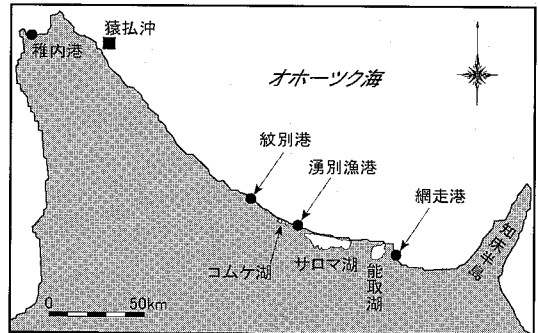 稚内港
猿払沖
オホーツク海
紋別港
湧別漁港
網走港
コムケ湖
サロマ湖
能取湖
知床半島
0 50km